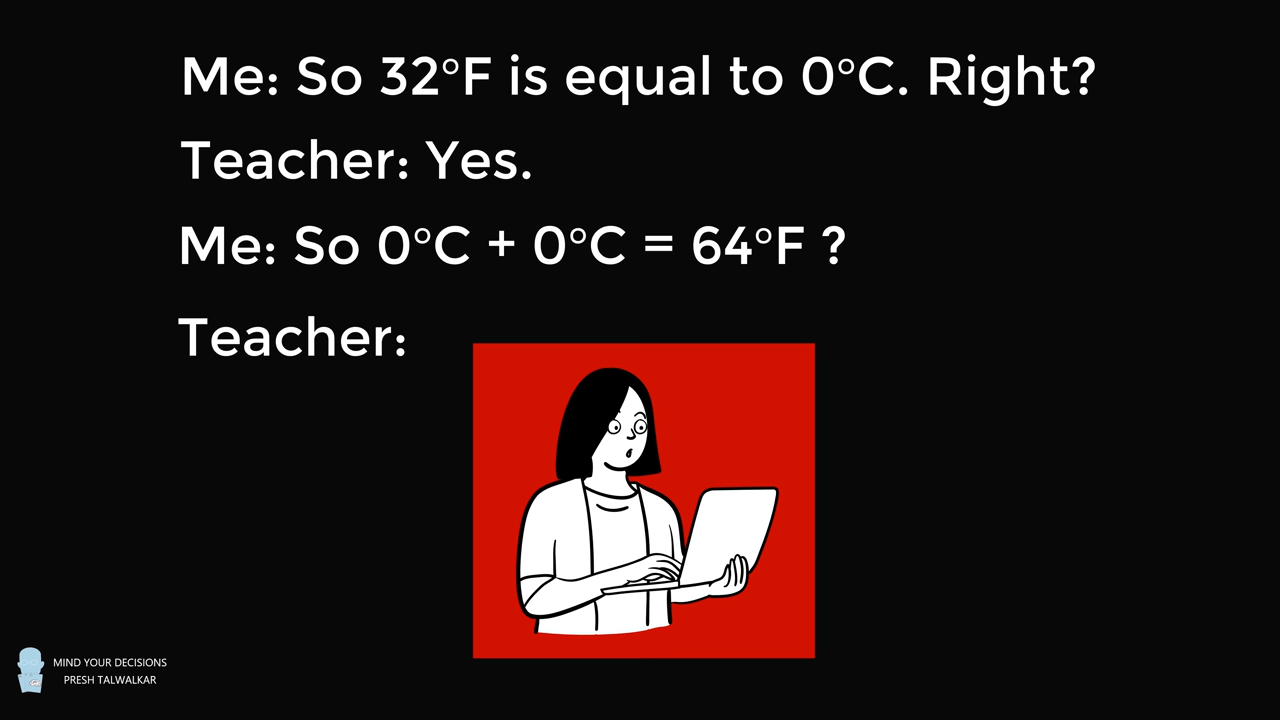 Me: So 32°F is equal to 0°C. Right?
Teacher: Yes.
Me: So 0°C + 0°C = 64°F ?
Teacher:
MIND YOUR DECISIONS
PRESH TALWALKAR